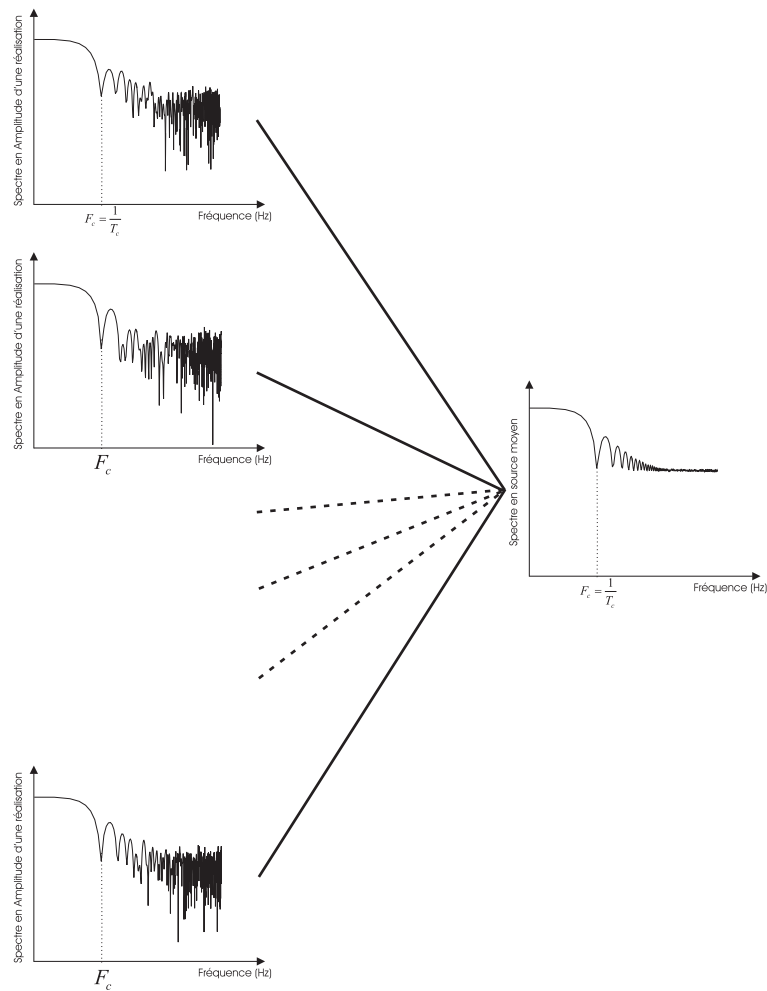 Spectre en Amplitude d'une réalisation
Fréquence (Hz)
F_c = 1/T_c
Spectre en Amplitude d'une réalisation
Fréquence (Hz)
F_c
Spectre en source moyen
Fréquence (Hz)
F_c = 1/T_c
Spectre en Amplitude d'une réalisation
Fréquence (Hz)
F_c